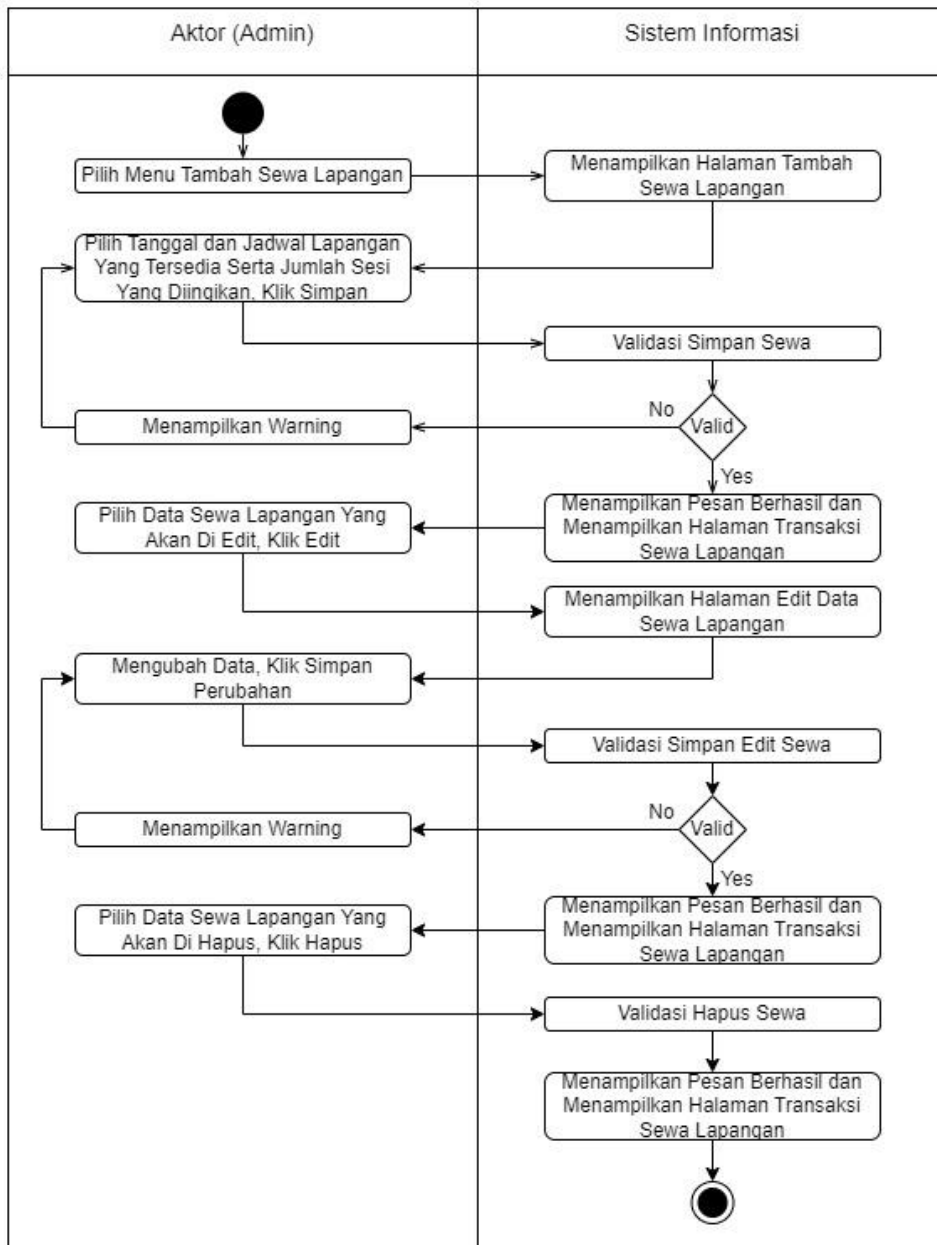 Aktor (Admin)
Sistem Informasi
Pilih Menu Tambah Sewa Lapangan
Menampilkan Halaman Tambah
Sewa Lapangan
Pilih Tanggal dan Jadwal Lapangan
Yang Tersedia Serta Jumlah Sesi
Yang Diingikan, Klik Simpan
Validasi Simpan Sewa
Valid
No
Menampilkan Warning
Yes
Menampilkan Pesan Berhasil dan
Menampilkan Halaman Transaksi
Sewa Lapangan
Pilih Data Sewa Lapangan Yang
Akan Di Edit, Klik Edit
Menampilkan Halaman Edit Data
Sewa Lapangan
Mengubah Data, Klik Simpan
Perubahan
Validasi Simpan Edit Sewa
Valid
No
Menampilkan Warning
Yes
Menampilkan Pesan Berhasil dan
Menampilkan Halaman Transaksi
Sewa Lapangan
Pilih Data Sewa Lapangan Yang
Akan Di Hapus, Klik Hapus
Validasi Hapus Sewa
Menampilkan Pesan Berhasil dan
Menampilkan Halaman Transaksi
Sewa Lapangan